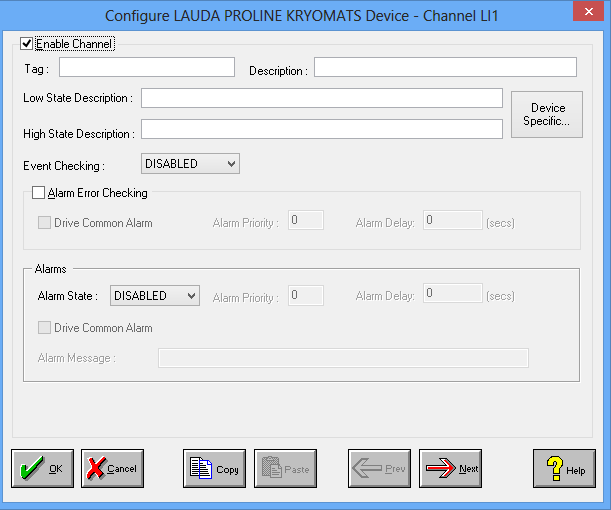 Configure LAUDA PROLINE KRYOMATS Device - Channel LI1
Enable Channel
Tag :
Description :
Low State Description :
Device Specific...
High State Description :
Event Checking : DISABLED
Alarm Error Checking
Drive Common Alarm Alarm Priority : 0 Alarm Delay: 0 (secs)
Alarms
Alarm State : DISABLED Alarm Priority : 0 Alarm Delay: 0 (secs)
Drive Common Alarm
Alarm Message :
OK Cancel Copy Paste Prev Next Help